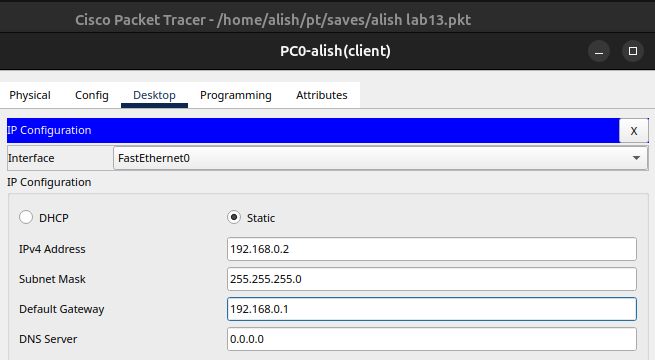 Cisco Packet Tracer - /home/alish/pt/saves/alish lab13.pkt
PC0-alish(client)
Physical Config Desktop Programming Attributes
IP Configuration X
Interface FastEthernet0
IP Configuration
DHCP Static
IPv4 Address 192.168.0.2
Subnet Mask 255.255.255.0
Default Gateway 192.168.0.1
DNS Server 0.0.0.0